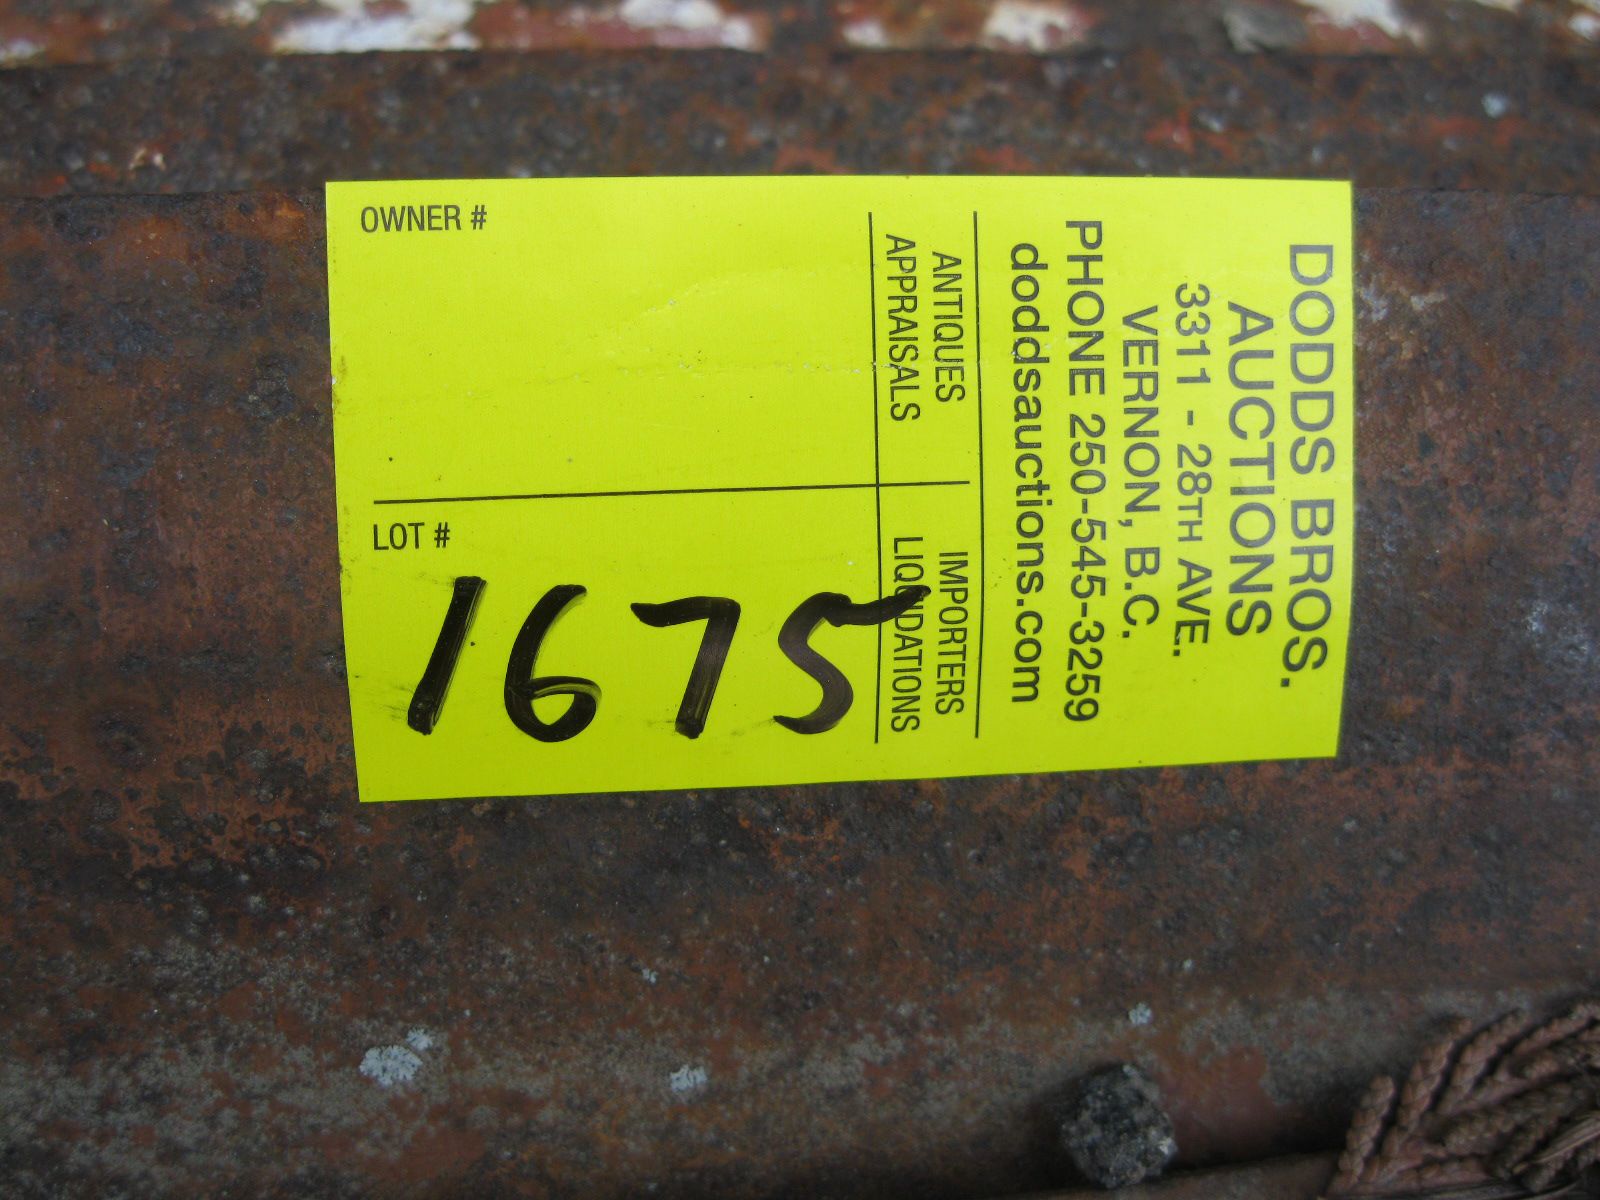 DODDS BROS.
AUCTIONS
3311 - 28TH AVE.
VERNON, B.C.
PHONE 250-545-3259
doddsauctions.com
ANTIQUES
APPRAISALS
IMPORTERS
LIQUIDATIONS
OWNER #
LOT #
1675